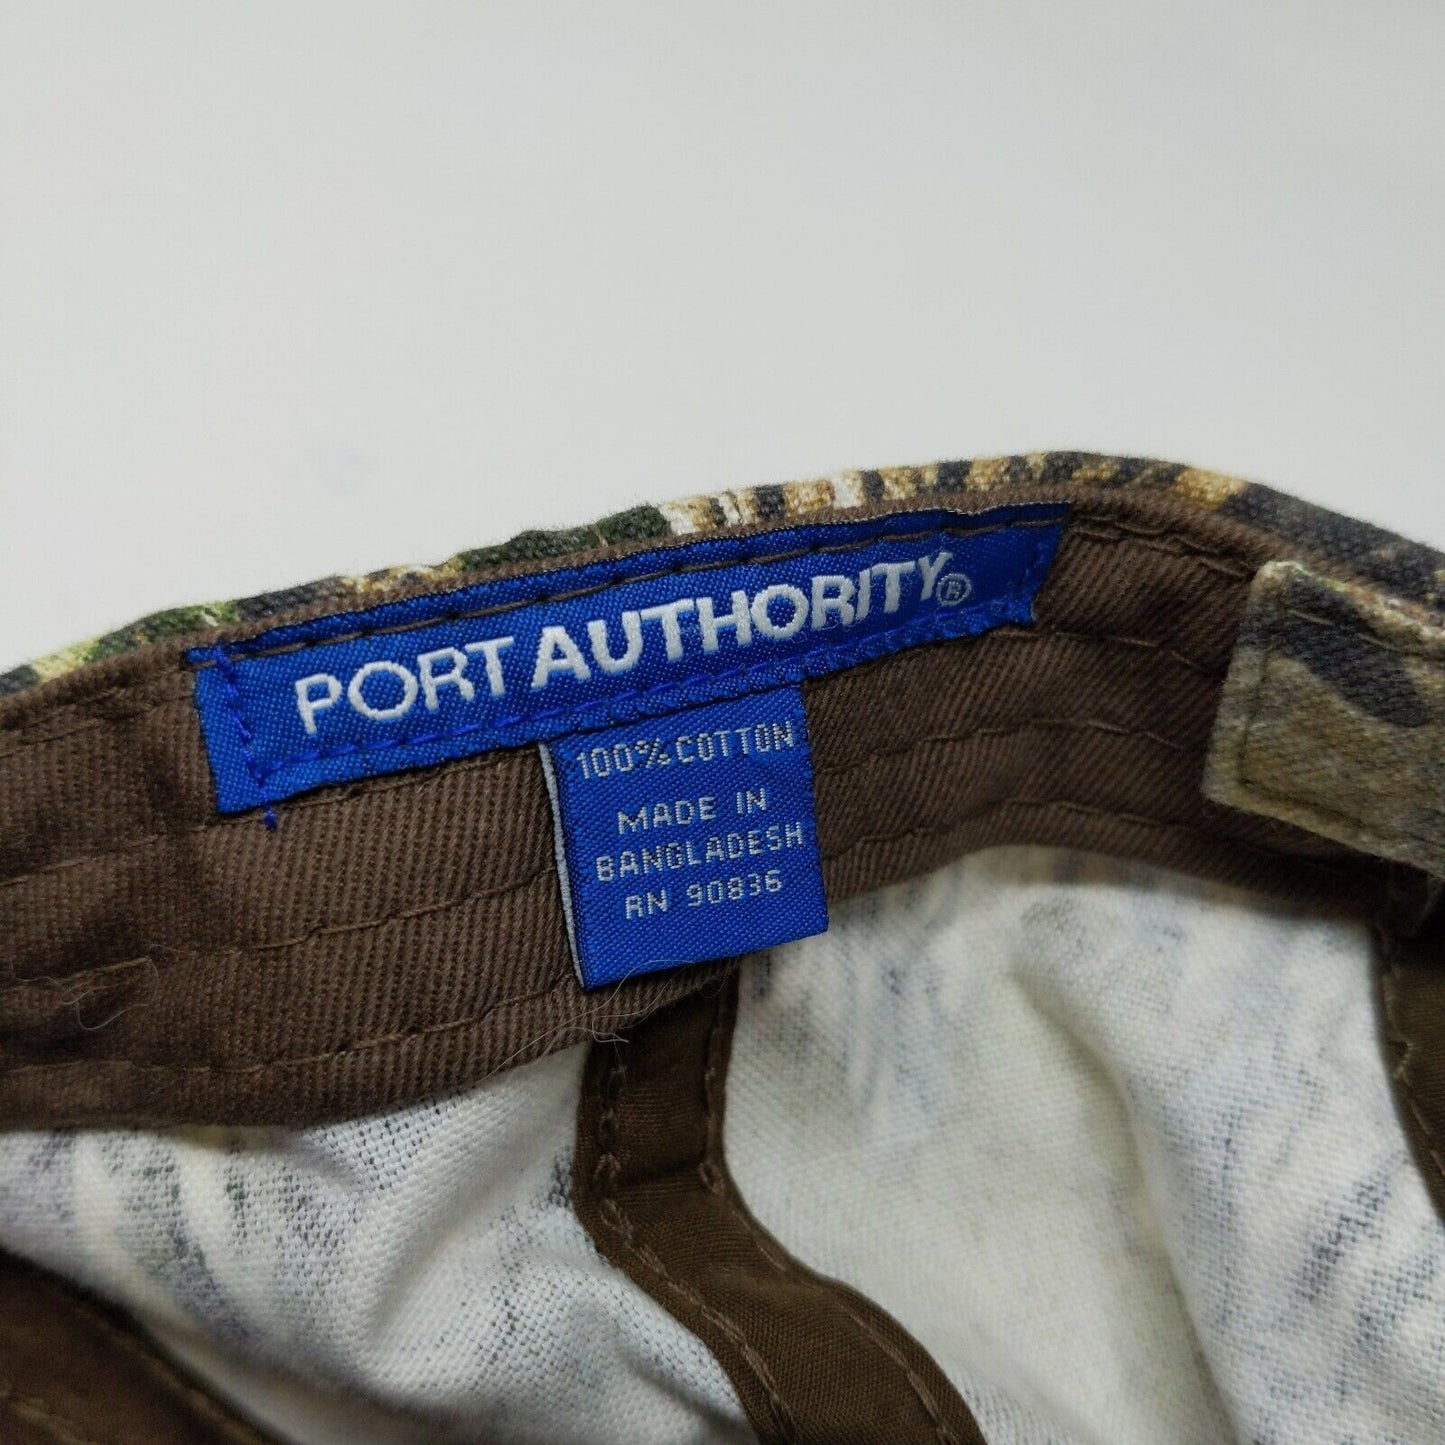 PORT AUTHORITY®
100% COTTON
MADE IN
BANGLADESH
RN 90836